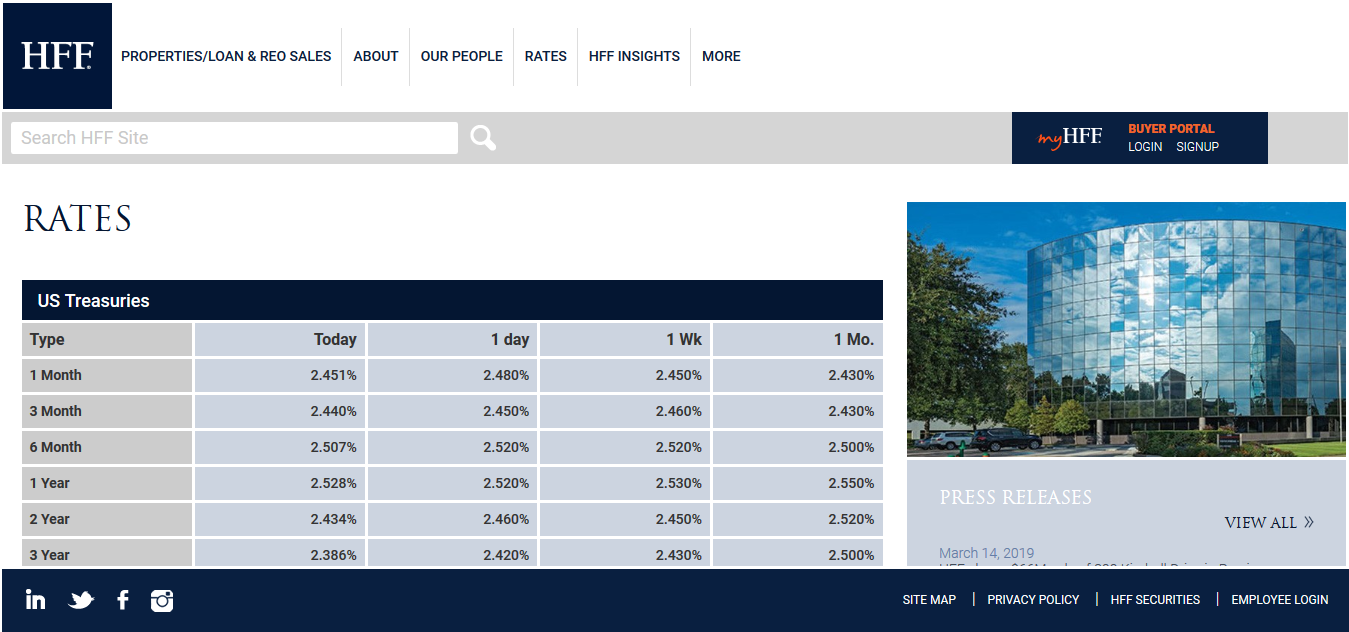 HFF
PROPERTIES/LOAN & REO SALES ABOUT OUR PEOPLE RATES HFF INSIGHTS MORE
Search HFF Site
myHFF
BUYER PORTAL
LOGIN SIGNUP
RATES
US Treasuries
Type Today 1 day 1 Wk 1 Mo.
1 Month 2.451% 2.480% 2.450% 2.430%
3 Month 2.440% 2.450% 2.460% 2.430%
6 Month 2.507% 2.520% 2.520% 2.500%
1 Year 2.528% 2.520% 2.530% 2.550%
2 Year 2.434% 2.460% 2.450% 2.520%
3 Year 2.386% 2.420% 2.430% 2.500%
PRESS RELEASES
VIEW ALL »
March 14, 2019
SITE MAP | PRIVACY POLICY | HFF SECURITIES | EMPLOYEE LOGIN